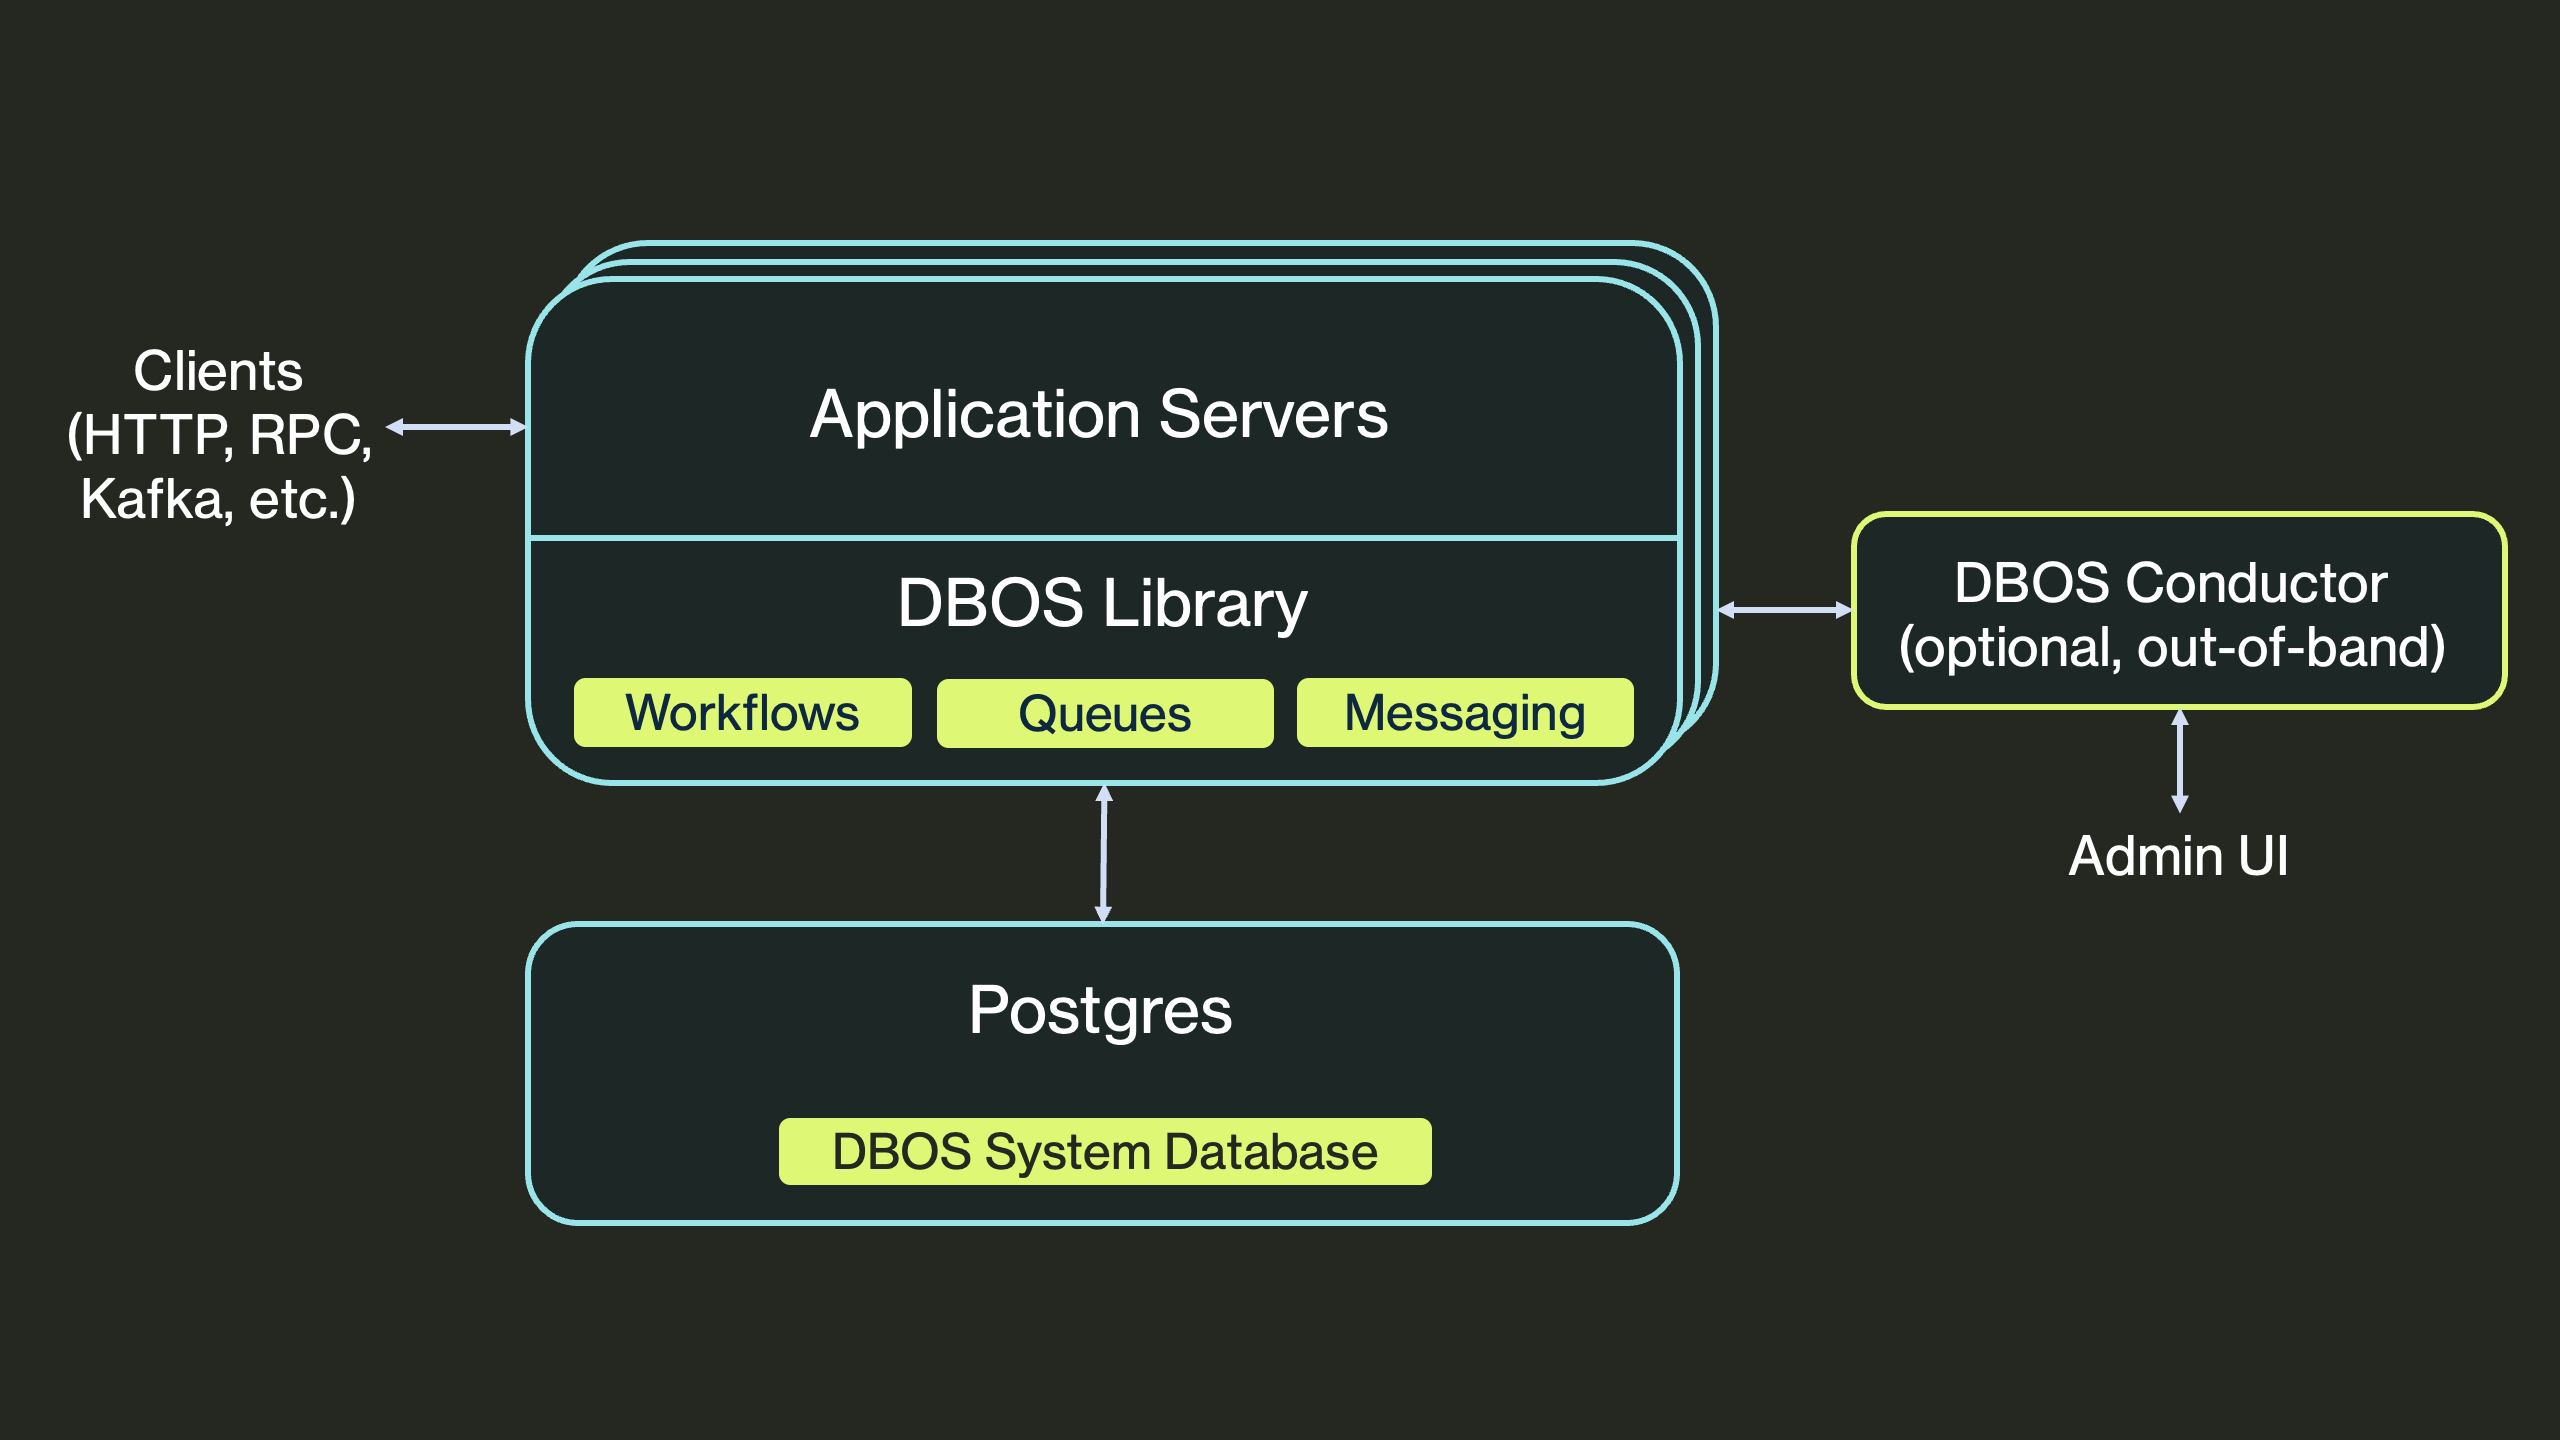 Clients
(HTTP, RPC,
Kafka, etc.)
Application Servers
DBOS Library
Workflows
Queues
Messaging
DBOS Conductor
(optional, out-of-band)
Admin UI
Postgres
DBOS System Database